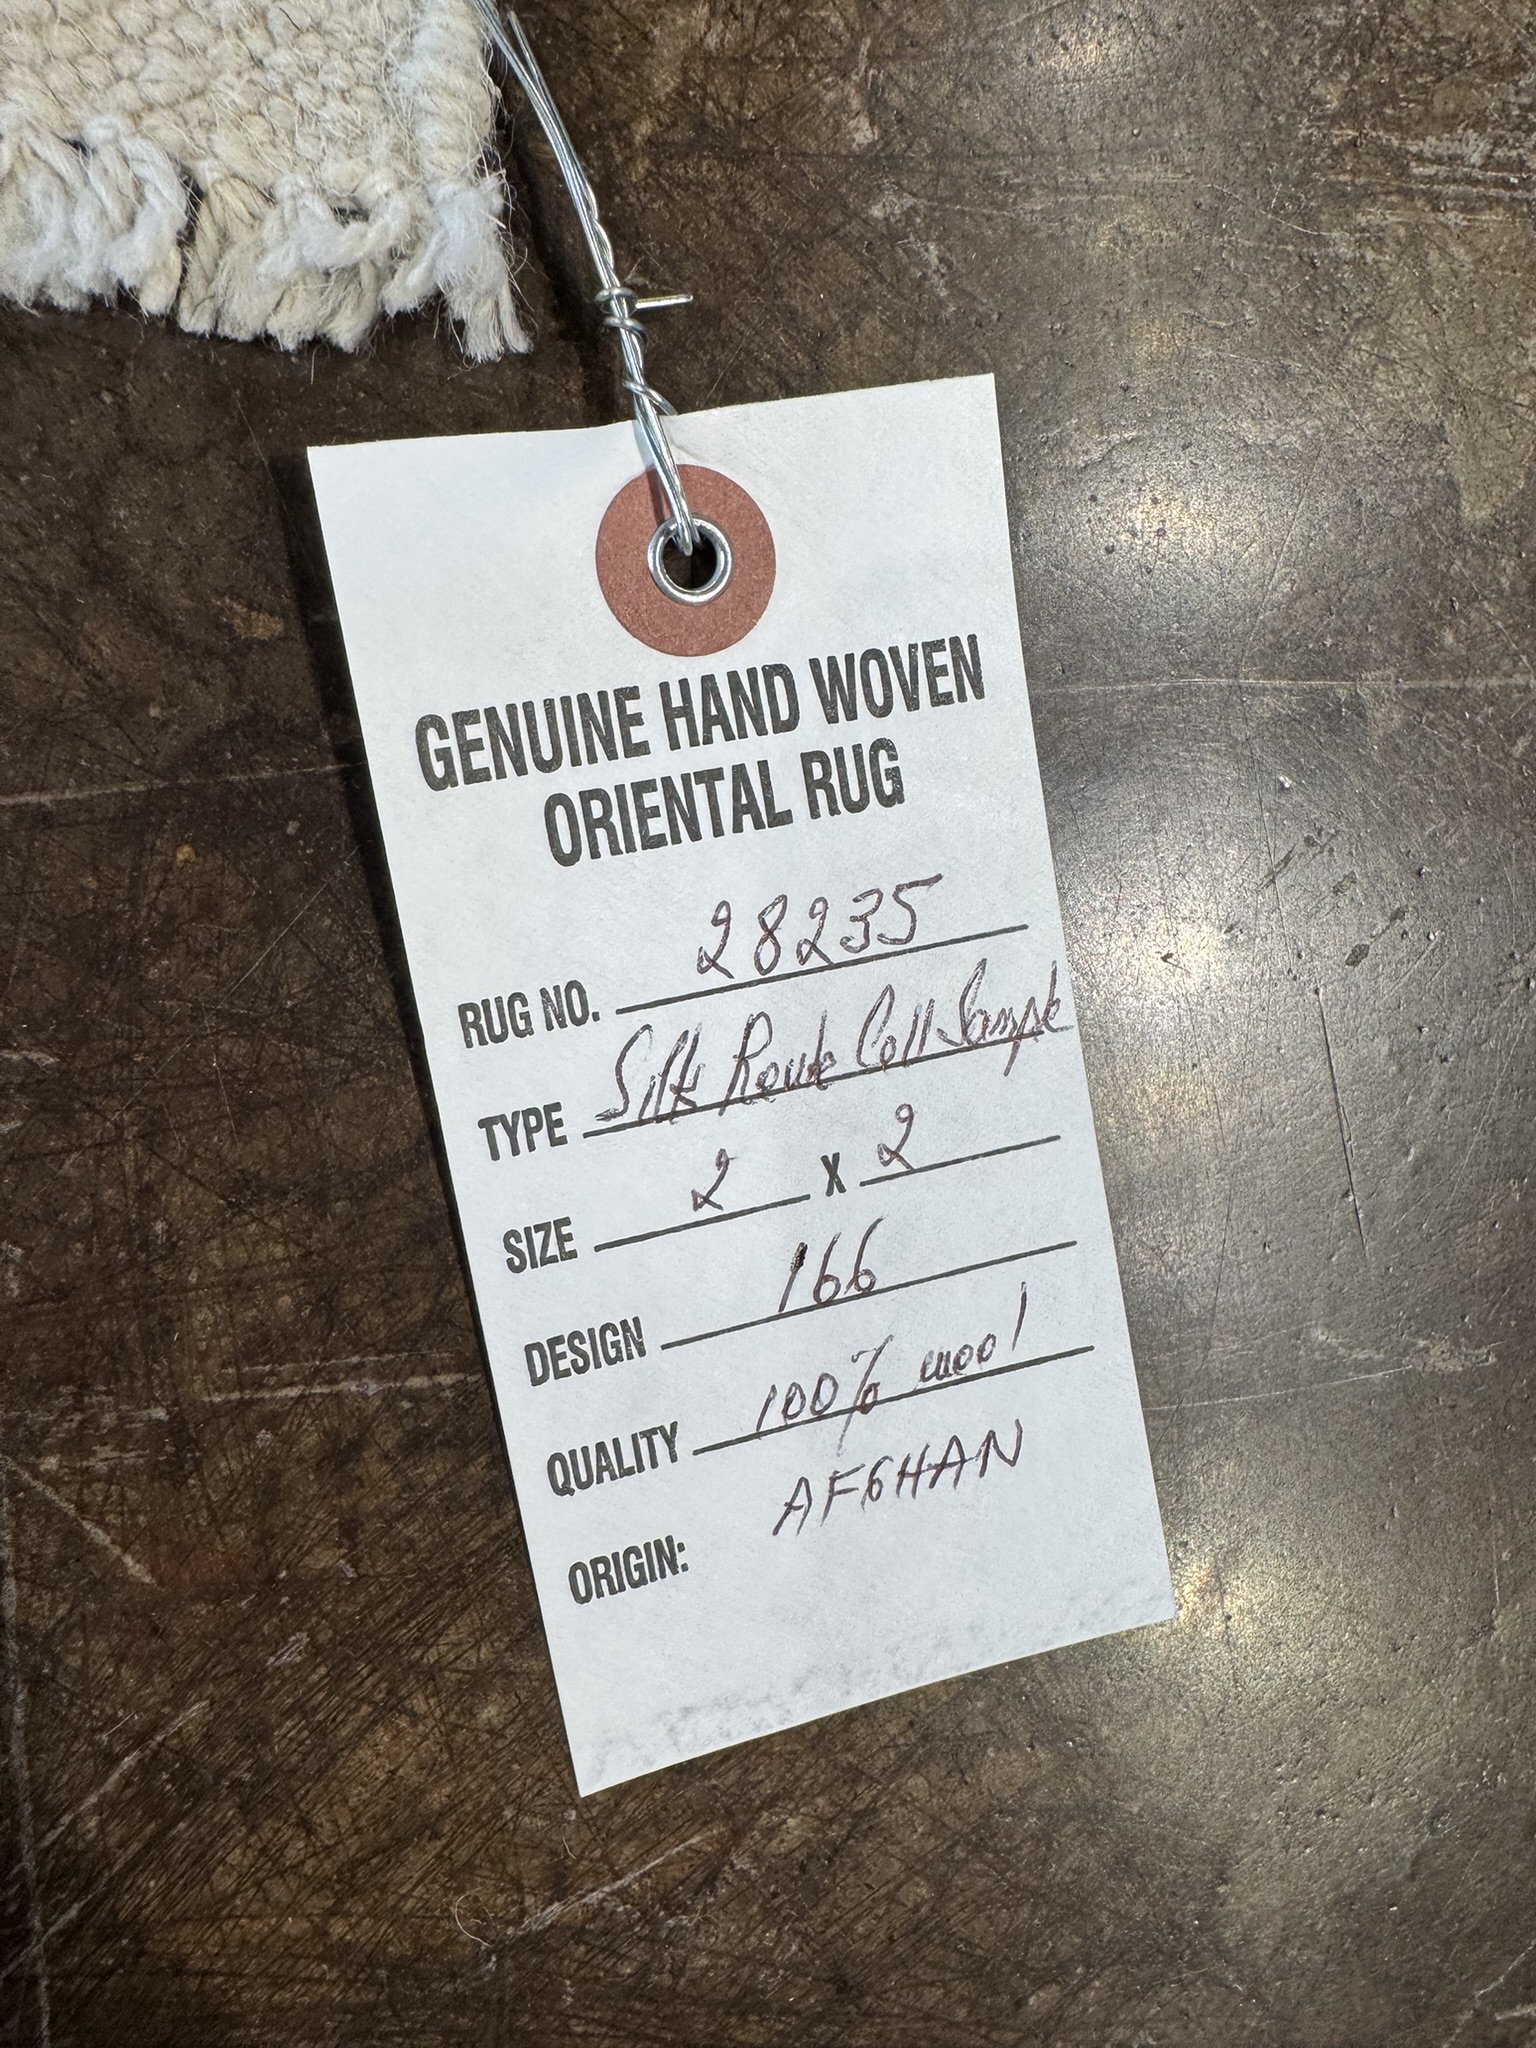 GENUINE HAND WOVEN
ORIENTAL RUG
RUG NO. 28235
TYPE Silk Route Coll Sample
SIZE 2 X 2
DESIGN 166
QUALITY 100% wool
ORIGIN: AFGHAN